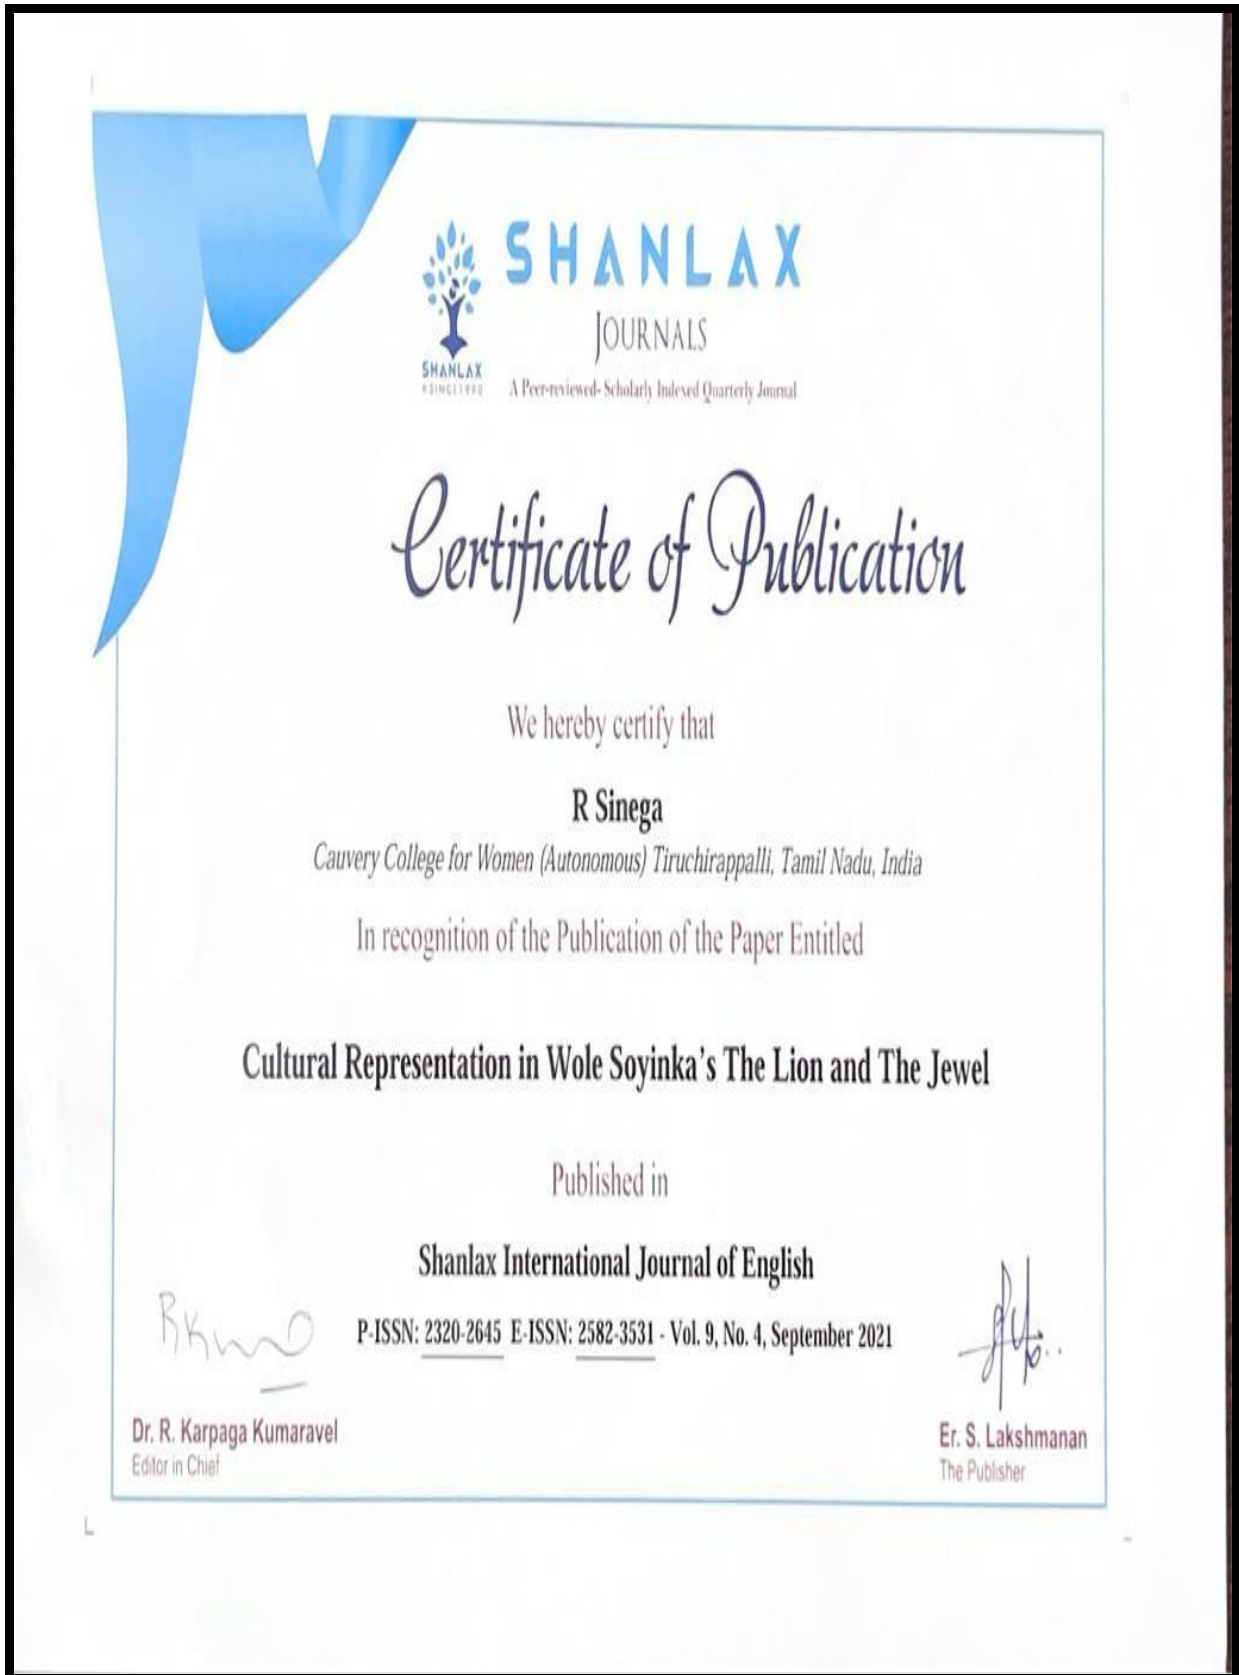 SHANLAX
JOURNALS
SHANLAX
#SINCE1990
A Peer-reviewed- Scholarly Indexed Quarterly Journal
Certificate of Publication
We hereby certify that
R Sinega
Cauvery College for Women (Autonomous) Tiruchirappalli, Tamil Nadu, India
In recognition of the Publication of the Paper Entitled
Cultural Representation in Wole Soyinka's The Lion and The Jewel
Published in
Shanlax International Journal of English
P-ISSN: 2320-2645 E-ISSN: 2582-3531 - Vol. 9, No. 4, September 2021
Dr. R. Karpaga Kumaravel
Editor in Chief
Er. S. Lakshmanan
The Publisher